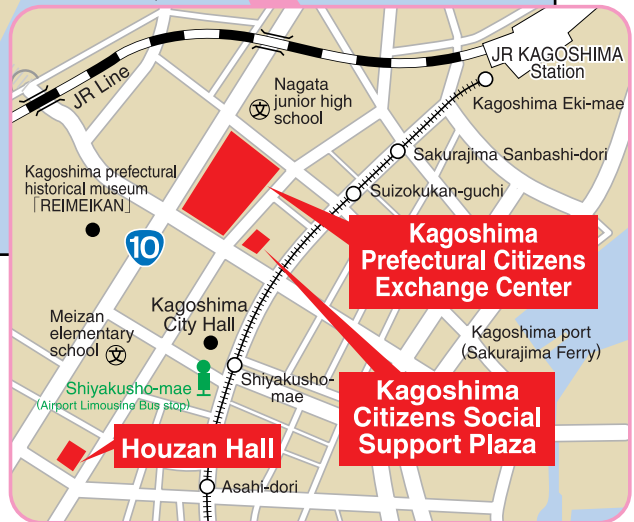 JR KAGOSHIMA
Station
JR Line
Nagata
junior high
school
文
Kagoshima Eki-mae
Sakurajima Sanbashi-dori
Kagoshima prefectural
historical museum
「REIMEIKAN」
Suizokukan-guchi
10
Kagoshima
Prefectural Citizens
Exchange Center
Meizan
elementary
school
文
Kagoshima
City Hall
Kagoshima port
(Sakurajima Ferry)
Shiyakusho-mae
(Airport Limousine Bus stop)
Shiyakusho-
mae
Kagoshima
Citizens Social
Support Plaza
Houzan Hall
Asahi-dori